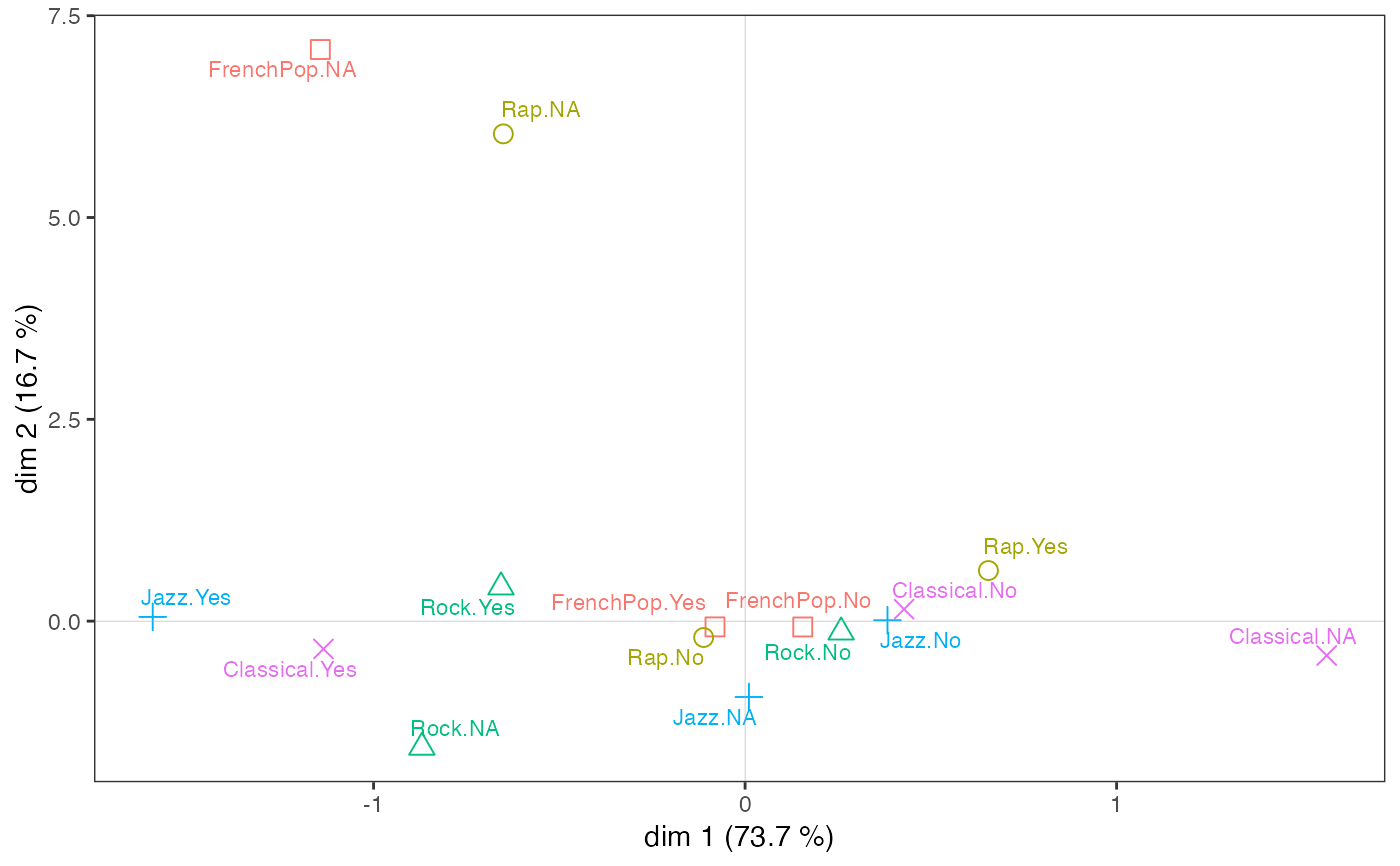 7.5
FrenchPop.NA
Rap.NA
5.0
dim 2 (16.7 %)
2.5
Rap.Yes
Jazz.Yes
Classical.No
Rock.Yes
FrenchPop.Yes
FrenchPop.No
0.0
Jazz.No
Classical.NA
Rap.No
Rock.No
Classical.Yes
Jazz.NA
Rock.NA
-1
0
1
dim 1 (73.7 %)